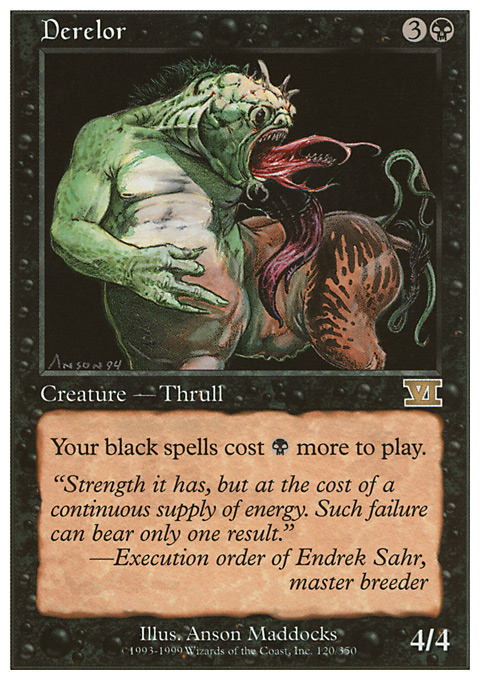 Derelor 3
ANSON 94
Creature — Thrull VI
Your black spells cost more to play.
“Strength it has, but at the cost of a
continuous supply of energy. Such failure
can bear only one result.”
—Execution order of Endrek Sahr,
master breeder
Illus. Anson Maddocks
©1993-1999 Wizards of the Coast, Inc. 120/350
4/4